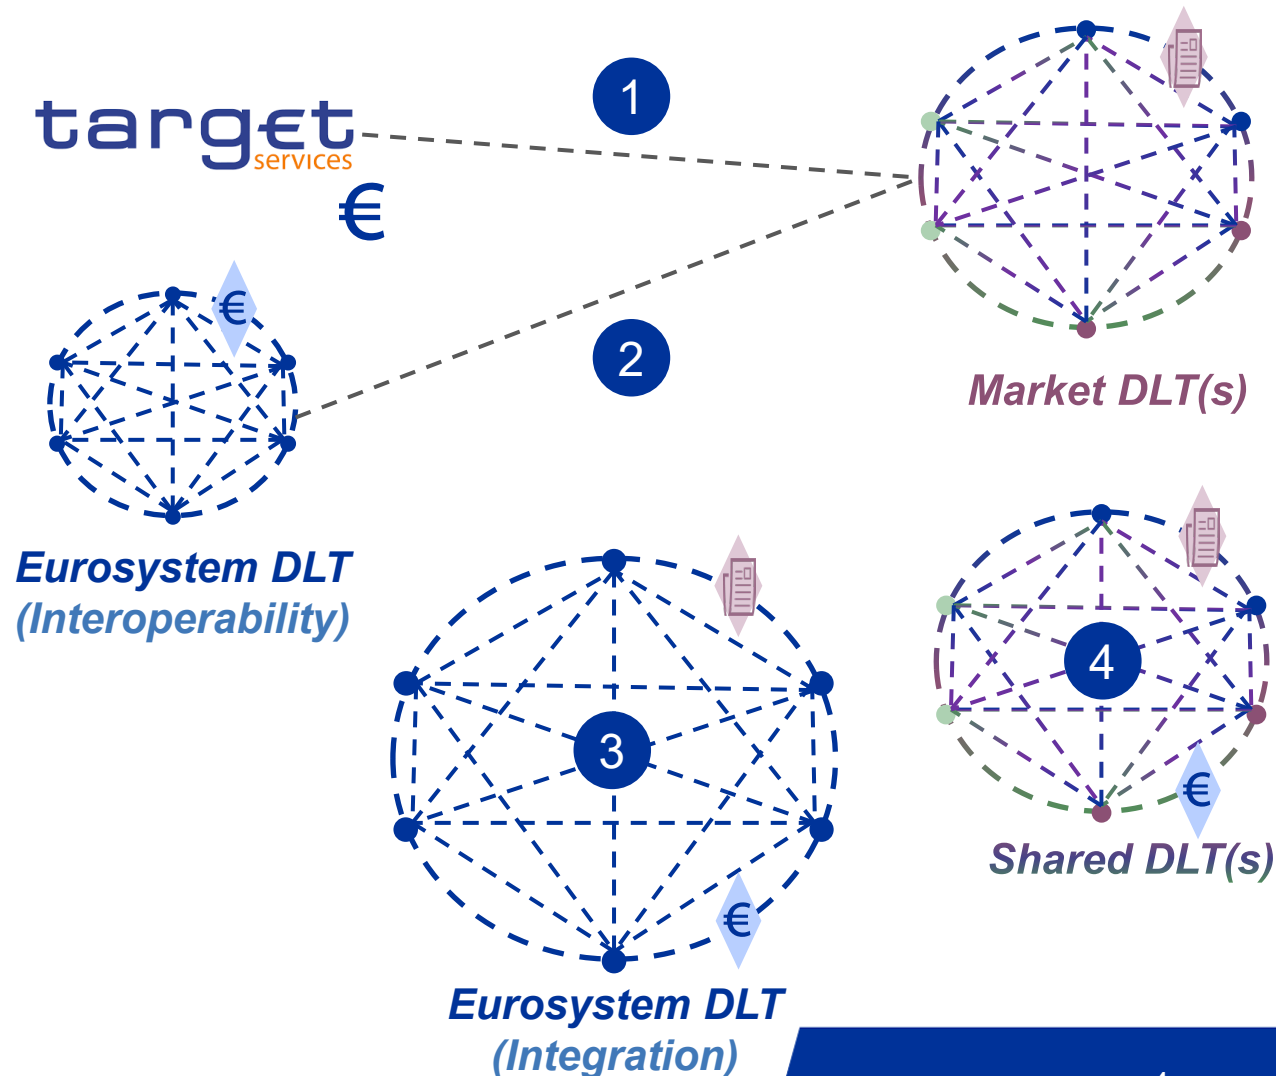 target
services
€
1
2
€
Market DLT(s)
Eurosystem DLT
(Interoperability)
3
€
Eurosystem DLT
(Integration)
4
€
Shared DLT(s)